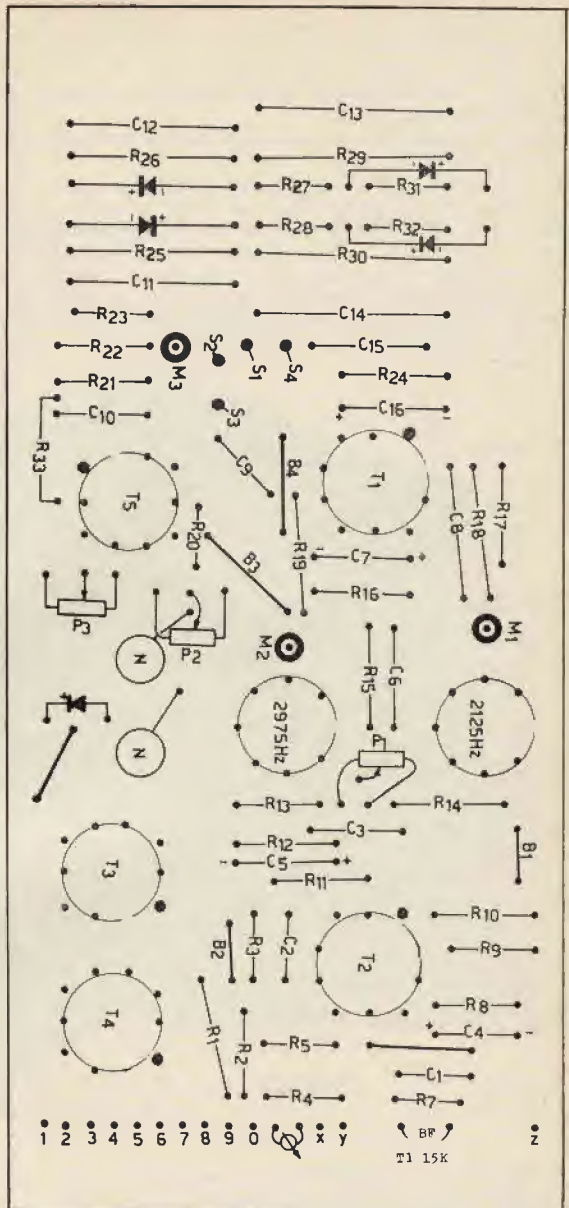 C13
C12
R26 R29
R27 R31
R28 R32
R25 R30
C11
R23 C14
R22 M3 S2 S1 S4 C15
R21 R24
S3
C10 C16
R33 C9 B4 T1
T5 R17
R18
C8
R20 C7
B3 R19
R16
P3 P2 M2 M1
N R15 C6
2975Hz 2125Hz
N P
R13 R14
C3
R12 B1
C5
T3 R11
R10
B2 R3 C2 T2 R9
T4 R8
R1 R2 R5 C4
C1
R4 R7
1 2 3 4 5 6 7 8 9 0 x y BF z
T1 15K